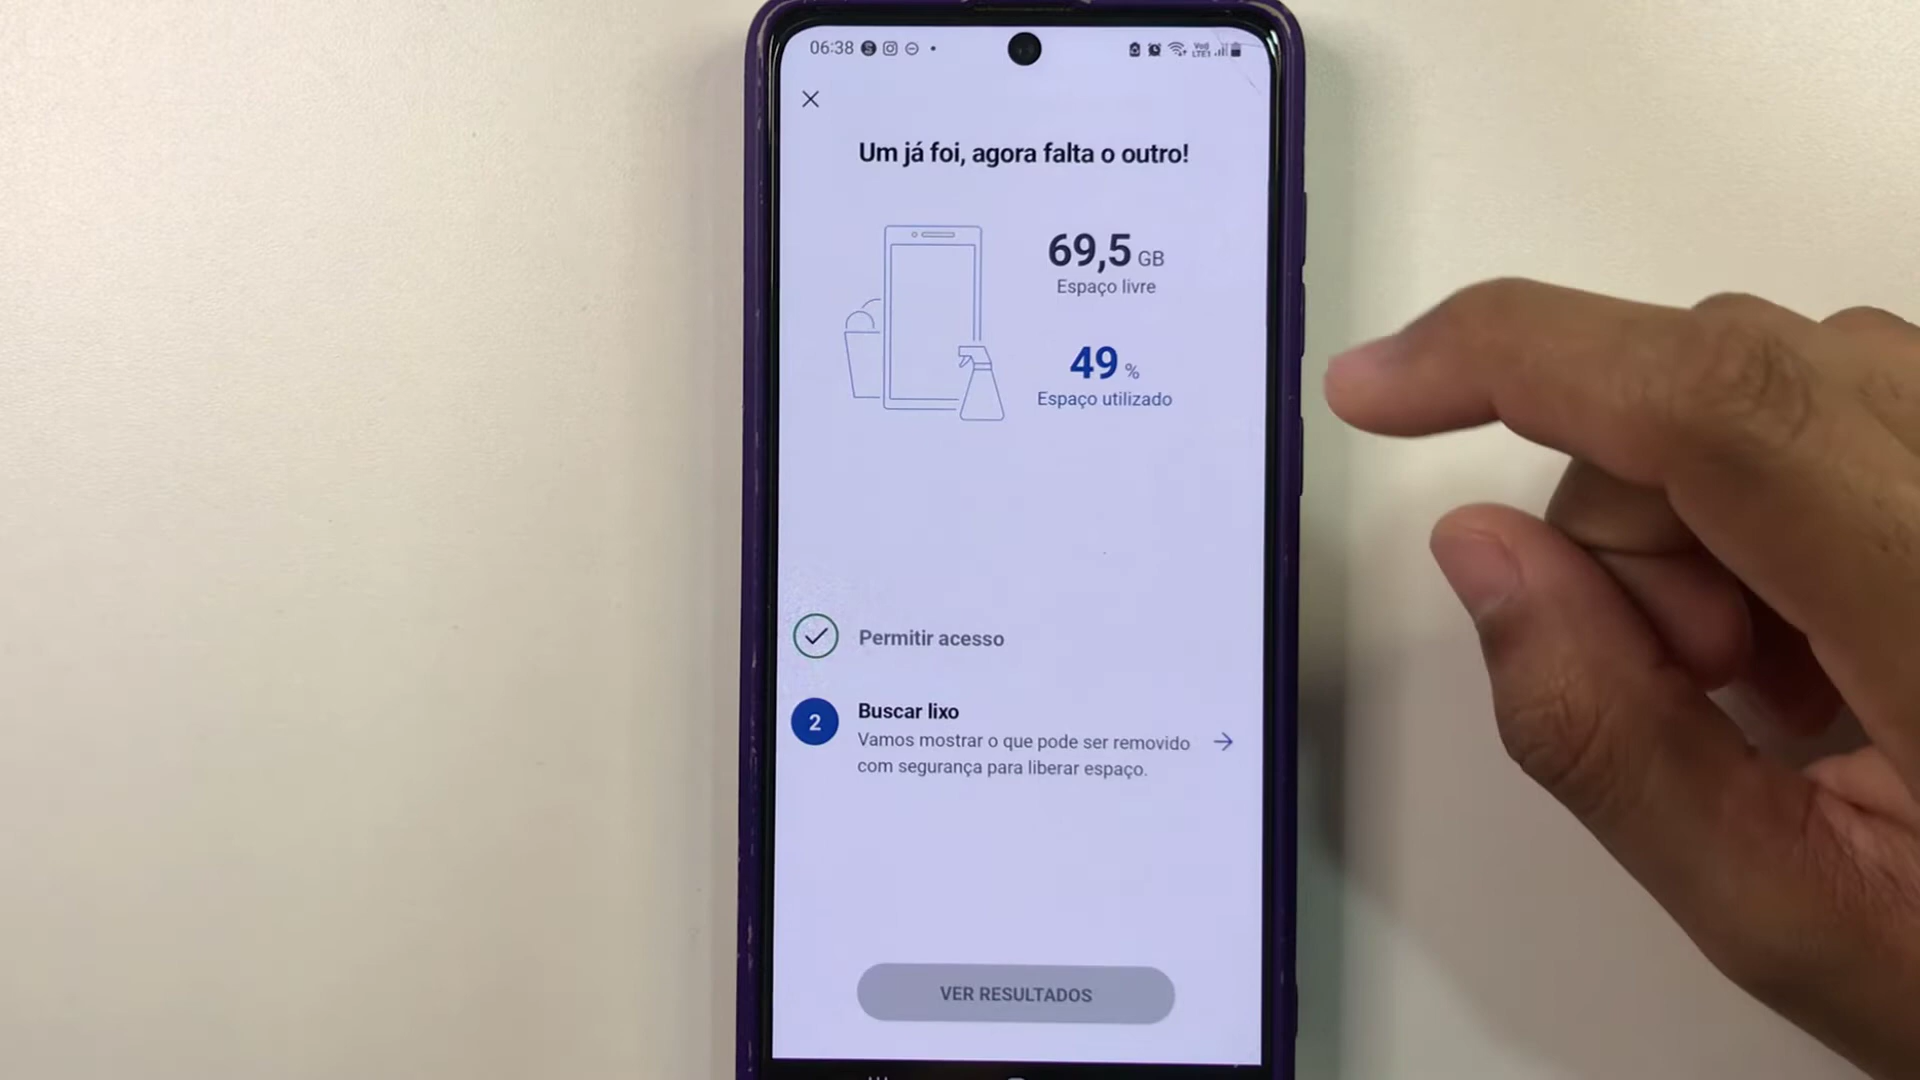 06:38
Um já foi, agora falta o outro!
69,5 GB
Espaço livre
49 %
Espaço utilizado
Permitir acesso
2
Buscar lixo
Vamos mostrar o que pode ser removido
com segurança para liberar espaço.
VER RESULTADOS